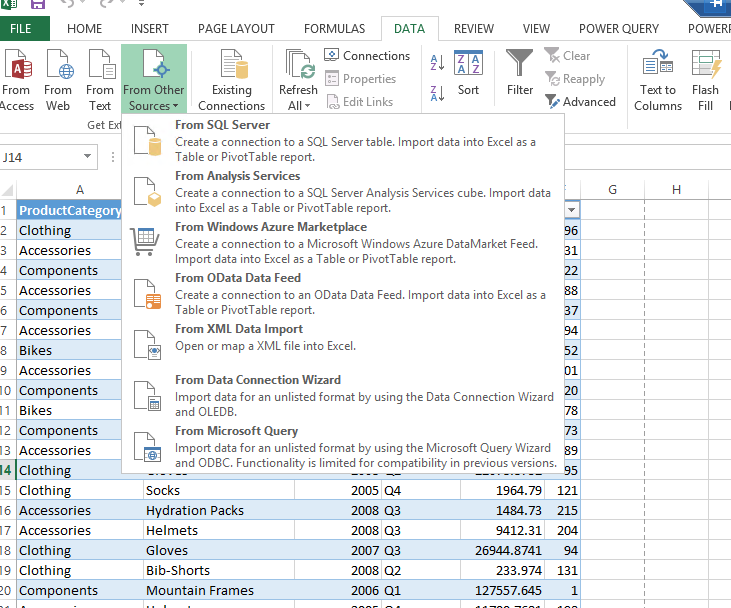 FILE HOME INSERT PAGE LAYOUT FORMULAS DATA REVIEW VIEW POWER QUERY POWER
From Access
From Web
From Text
From Other Sources
Existing Connections
Refresh All
Connections
Properties
Edit Links
Sort
Filter
Clear
Reapply
Advanced
Text to Columns
Flash Fill
Get Ext
J14
From SQL Server
Create a connection to a SQL Server table. Import data into Excel as a
Table or PivotTable report.
From Analysis Services
Create a connection to a SQL Server Analysis Services cube. Import data
into Excel as a Table or PivotTable report.
From Windows Azure Marketplace
Create a connection to a Microsoft Windows Azure DataMarket Feed.
Import data into Excel as a Table or PivotTable report.
From OData Data Feed
Create a connection to an OData Data Feed. Import data into Excel as a
Table or PivotTable report.
From XML Data Import
Open or map a XML file into Excel.
From Data Connection Wizard
Import data for an unlisted format by using the Data Connection Wizard
and OLEDB.
From Microsoft Query
Import data for an unlisted format by using the Microsoft Query Wizard
and ODBC. Functionality is limited for compatibility in previous versions.
A G H
1 ProductCategory
2 Clothing 96
3 Accessories 31
4 Components 22
5 Accessories 88
6 Components 37
7 Accessories 94
8 Bikes 52
9 Accessories 01
10 Components 20
11 Bikes 78
12 Components 73
13 Accessories 89
14 Clothing 95
15 Clothing Socks 2005 Q4 1964.79 121
16 Accessories Hydration Packs 2008 Q3 1484.73 215
17 Accessories Helmets 2008 Q3 9412.31 204
18 Clothing Gloves 2007 Q3 26944.8741 94
19 Clothing Bib-Shorts 2008 Q2 233.974 131
20 Components Mountain Frames 2006 Q1 127557.645 1